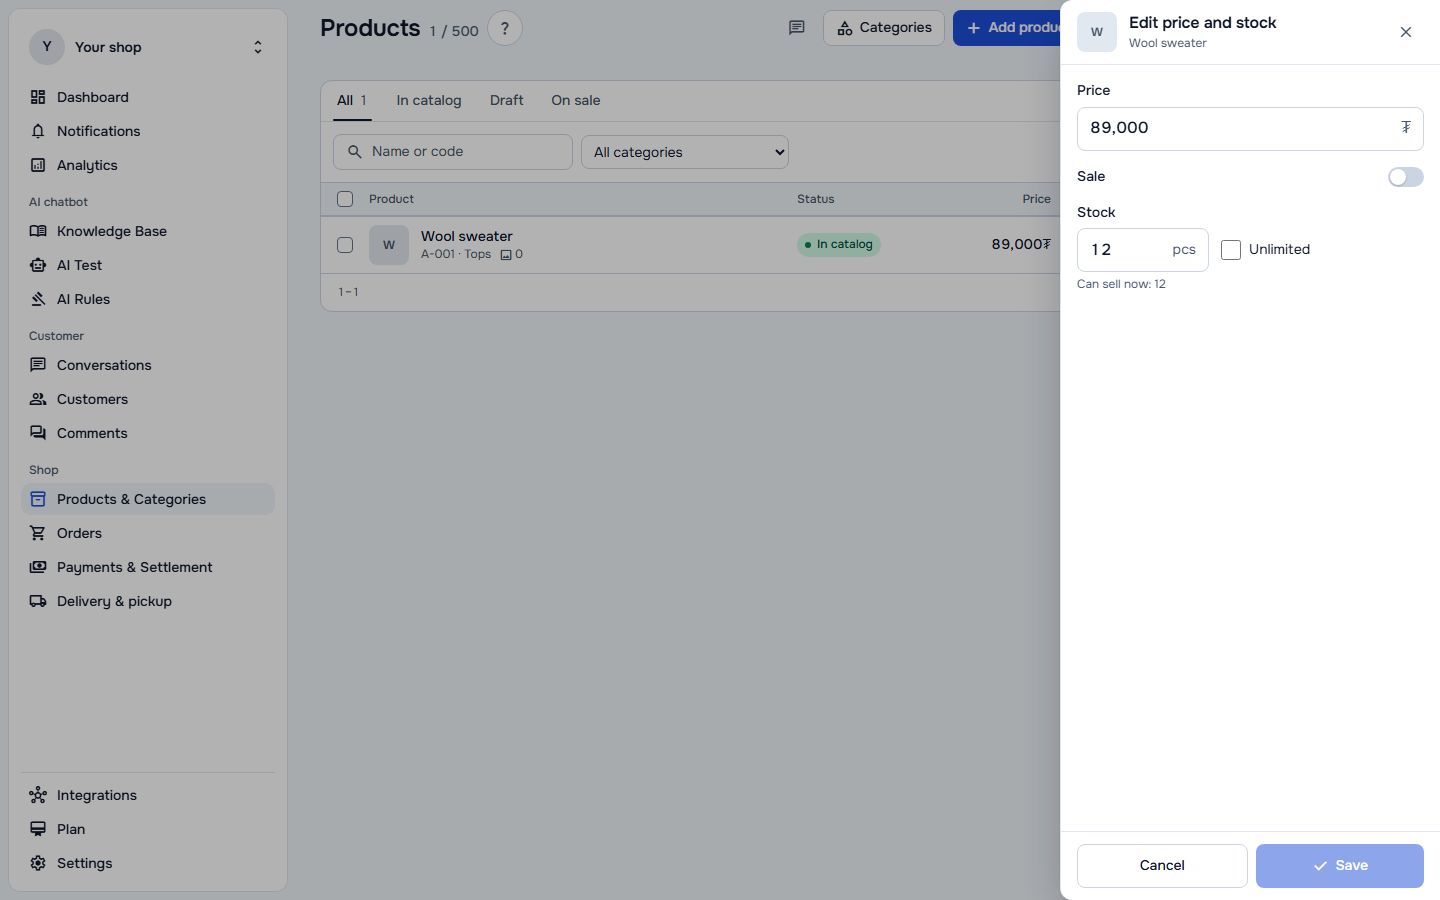 Y Your shop
Dashboard
Notifications
Analytics
AI chatbot
Knowledge Base
AI Test
AI Rules
Customer
Conversations
Customers
Comments
Shop
Products & Categories
Orders
Payments & Settlement
Delivery & pickup
Integrations
Plan
Settings
Products 1 / 500 ?
Categories
+ Add produ
All 1 In catalog Draft On sale
Name or code All categories
Product Status Price
W Wool sweater In catalog 89,000₮
A-001 · Tops 0
1–1
W Edit price and stock
Wool sweater
Price
89,000 ₮
Sale
Stock
12 pcs Unlimited
Can sell now: 12
Cancel Save